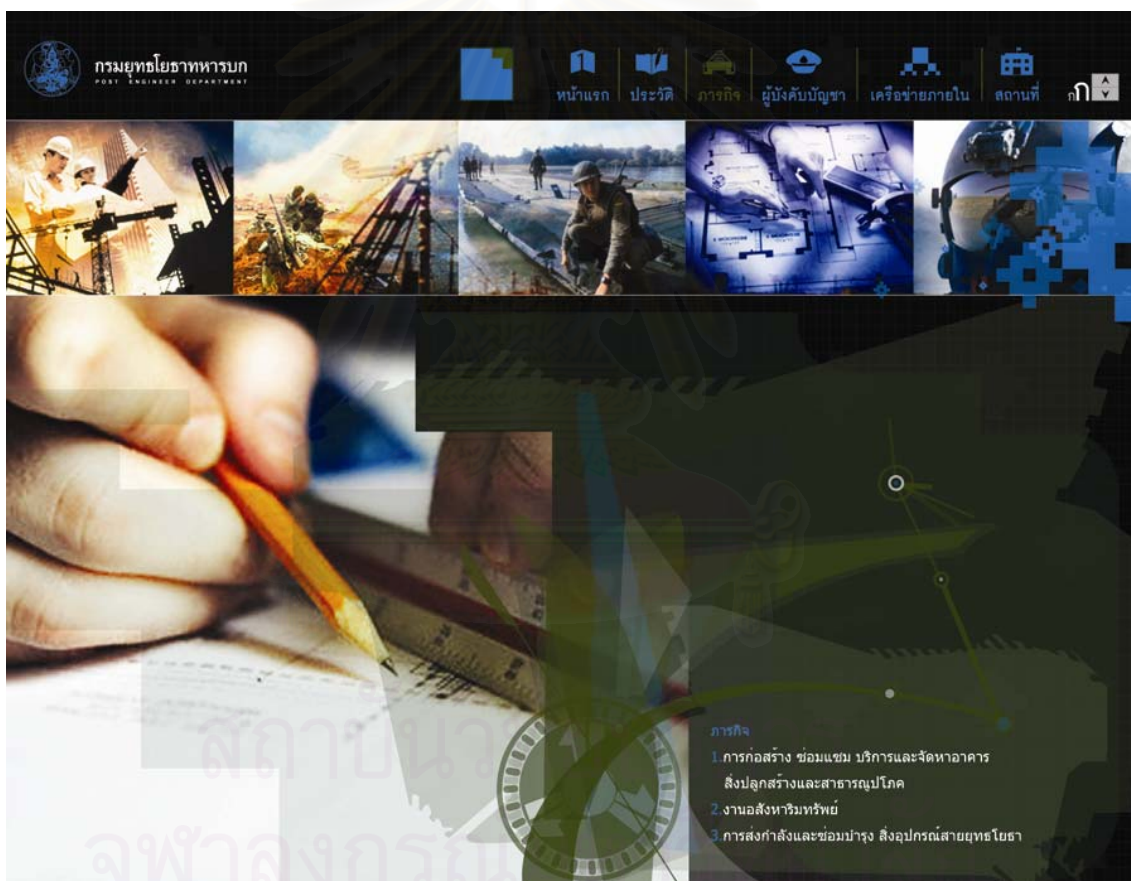 กรมยุทธโยธาทหารบก
POST ENGINEER DEPARTMENT
1
หน้าแรก
ประวัติ
ภารกิจ
ผู้บังคับบัญชา
เครือข่ายภายใน
สถานที่
กก
ภารกิจ
1.การก่อสร้าง ซ่อมแซม บริการและจัดหาอาคาร
สิ่งปลูกสร้างและสาธารณูปโภค
2.งานอสังหาริมทรัพย์
3.การส่งกำลังและซ่อมบำรุง สิ่งอุปกรณ์สายยุทธโยธา